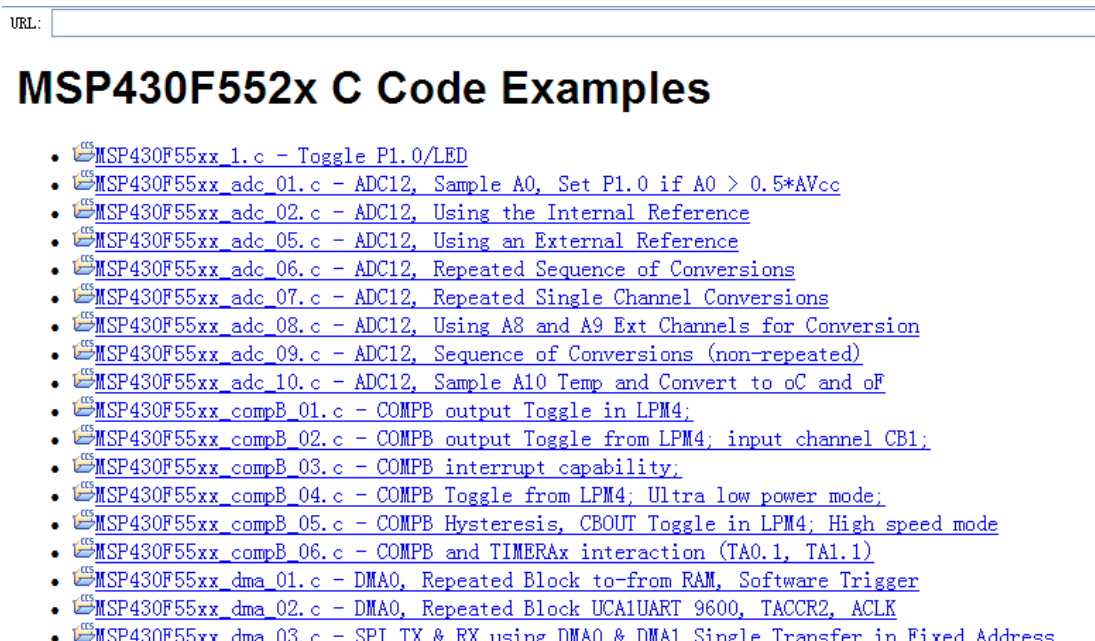 URL:
MSP430F552x C Code Examples
MSP430F55xx_1.c - Toggle P1.0/LED
MSP430F55xx_adc_01.c - ADC12, Sample A0, Set P1.0 if A0 > 0.5*AVcc
MSP430F55xx_adc_02.c - ADC12, Using the Internal Reference
MSP430F55xx_adc_05.c - ADC12, Using an External Reference
MSP430F55xx_adc_06.c - ADC12, Repeated Sequence of Conversions
MSP430F55xx_adc_07.c - ADC12, Repeated Single Channel Conversions
MSP430F55xx_adc_08.c - ADC12, Using A8 and A9 Ext Channels for Conversion
MSP430F55xx_adc_09.c - ADC12, Sequence of Conversions (non-repeated)
MSP430F55xx_adc_10.c - ADC12, Sample A10 Temp and Convert to oC and oF
MSP430F55xx_compB_01.c - COMPB output Toggle in LPM4;
MSP430F55xx_compB_02.c - COMPB output Toggle from LPM4; input channel CB1;
MSP430F55xx_compB_03.c - COMPB interrupt capability;
MSP430F55xx_compB_04.c - COMPB Toggle from LPM4; Ultra low power mode;
MSP430F55xx_compB_05.c - COMPB Hysteresis, CBOUT Toggle in LPM4; High speed mode
MSP430F55xx_compB_06.c - COMPB and TIMERAx interaction (TA0.1, TA1.1)
MSP430F55xx_dma_01.c - DMA0, Repeated Block to-from RAM, Software Trigger
MSP430F55xx_dma_02.c - DMA0, Repeated Block UCA1UART 9600, TACCR2, ACLK
MSP430F55xx_dma_03.c - SPI TX & RX using DMA0 & DMA1 Single Transfer in Fixed Address